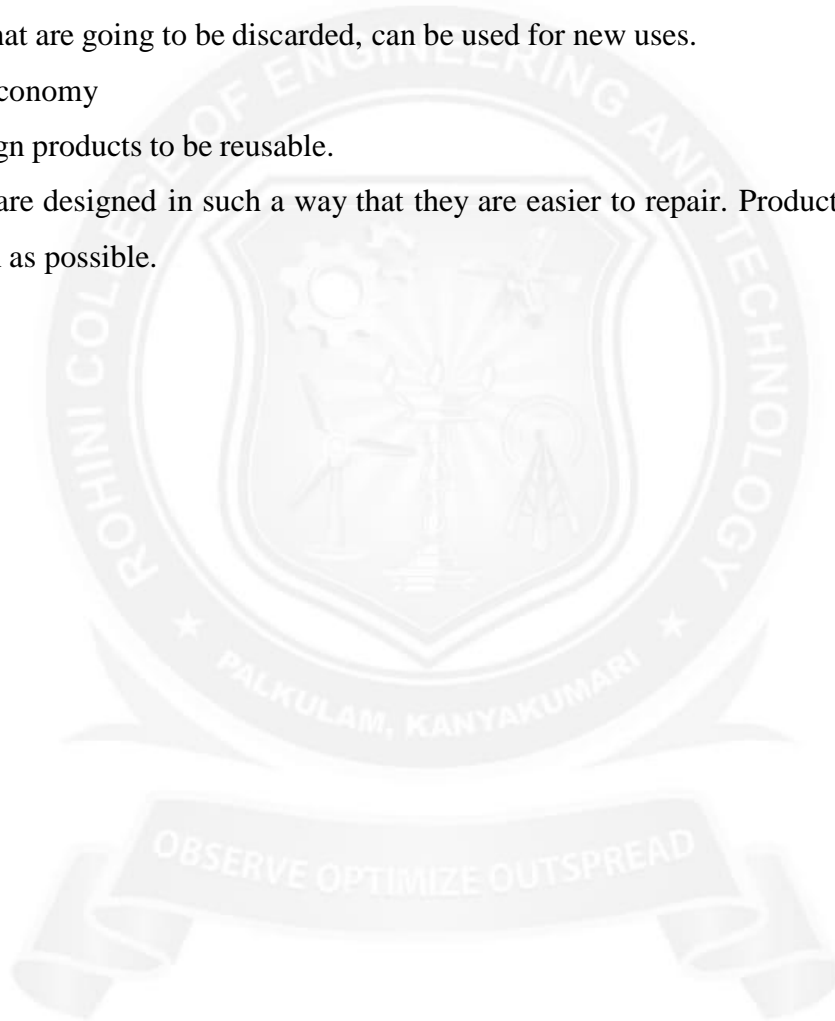 hat are going to be discarded, can be used for new uses.
conomy
gn products to be reusable.
are designed in such a way that they are easier to repair. Product
as possible.
ROHINI COLLEGE OF ENGINEERING AND TECHNOLOGY
PALKULAM, KANYAKUMARI
OBSERVE OPTIMIZE OUTSPREAD